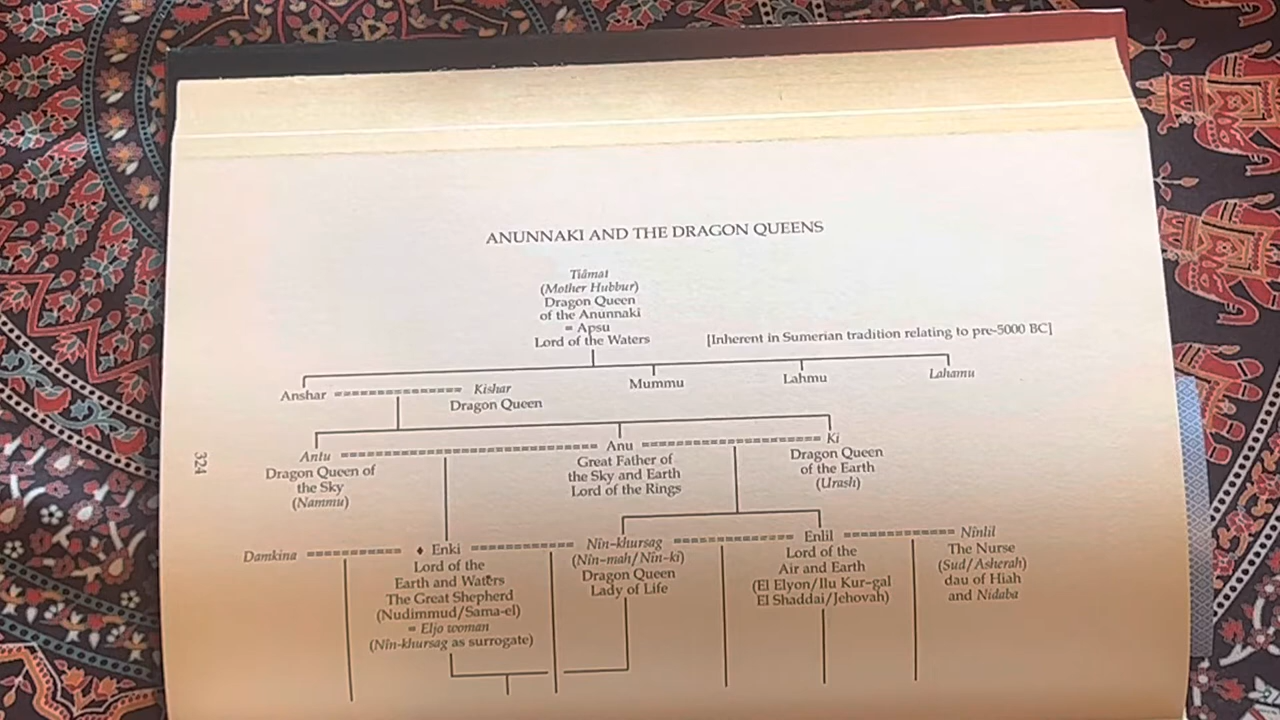 ANUNNAKI AND THE DRAGON QUEENS
Tiâmat
(Mother Hubbur)
Dragon Queen
of the Anunnaki
= Apsu
Lord of the Waters
[Inherent in Sumerian tradition relating to pre-5000 BC]
Anshar
Kishar
Dragon Queen
Mummu
Lahmu
Lahamu
Antu
Dragon Queen of
the Sky
(Nammu)
Anu
Great Father of
the Sky and Earth
Lord of the Rings
Ki
Dragon Queen
of the Earth
(Urash)
Damkina
♦ Enki
Lord of the
Earth and Waters
The Great Shepherd
(Nudimmud/Sama-el)
= Eljo woman
(Nîn-khursag as surrogate)
Nîn-khursag
(Nîn-mah/Nîn-ki)
Dragon Queen
Lady of Life
Enlil
Lord of the
Air and Earth
(El Elyon/Ilu Kur-gal
El Shaddai/Jehovah)
Nînlil
The Nurse
(Sud/Asherah)
dau of Hiah
and Nidaba
324